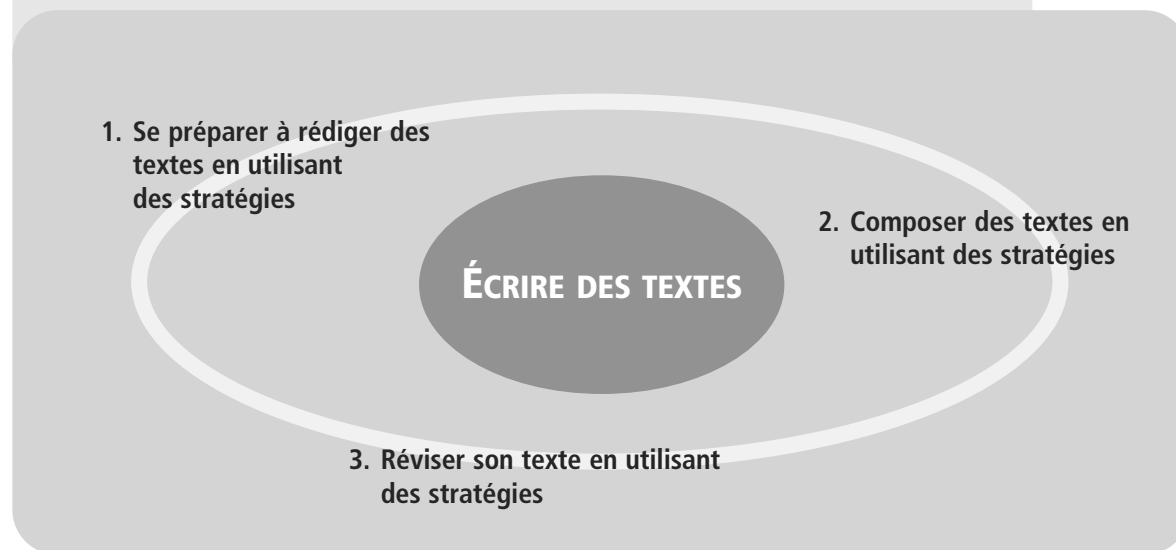 1. Se préparer à rédiger des
textes en utilisant
des stratégies
2. Composer des textes en
utilisant des stratégies
ÉCRIRE DES TEXTES
3. Réviser son texte en utilisant
des stratégies